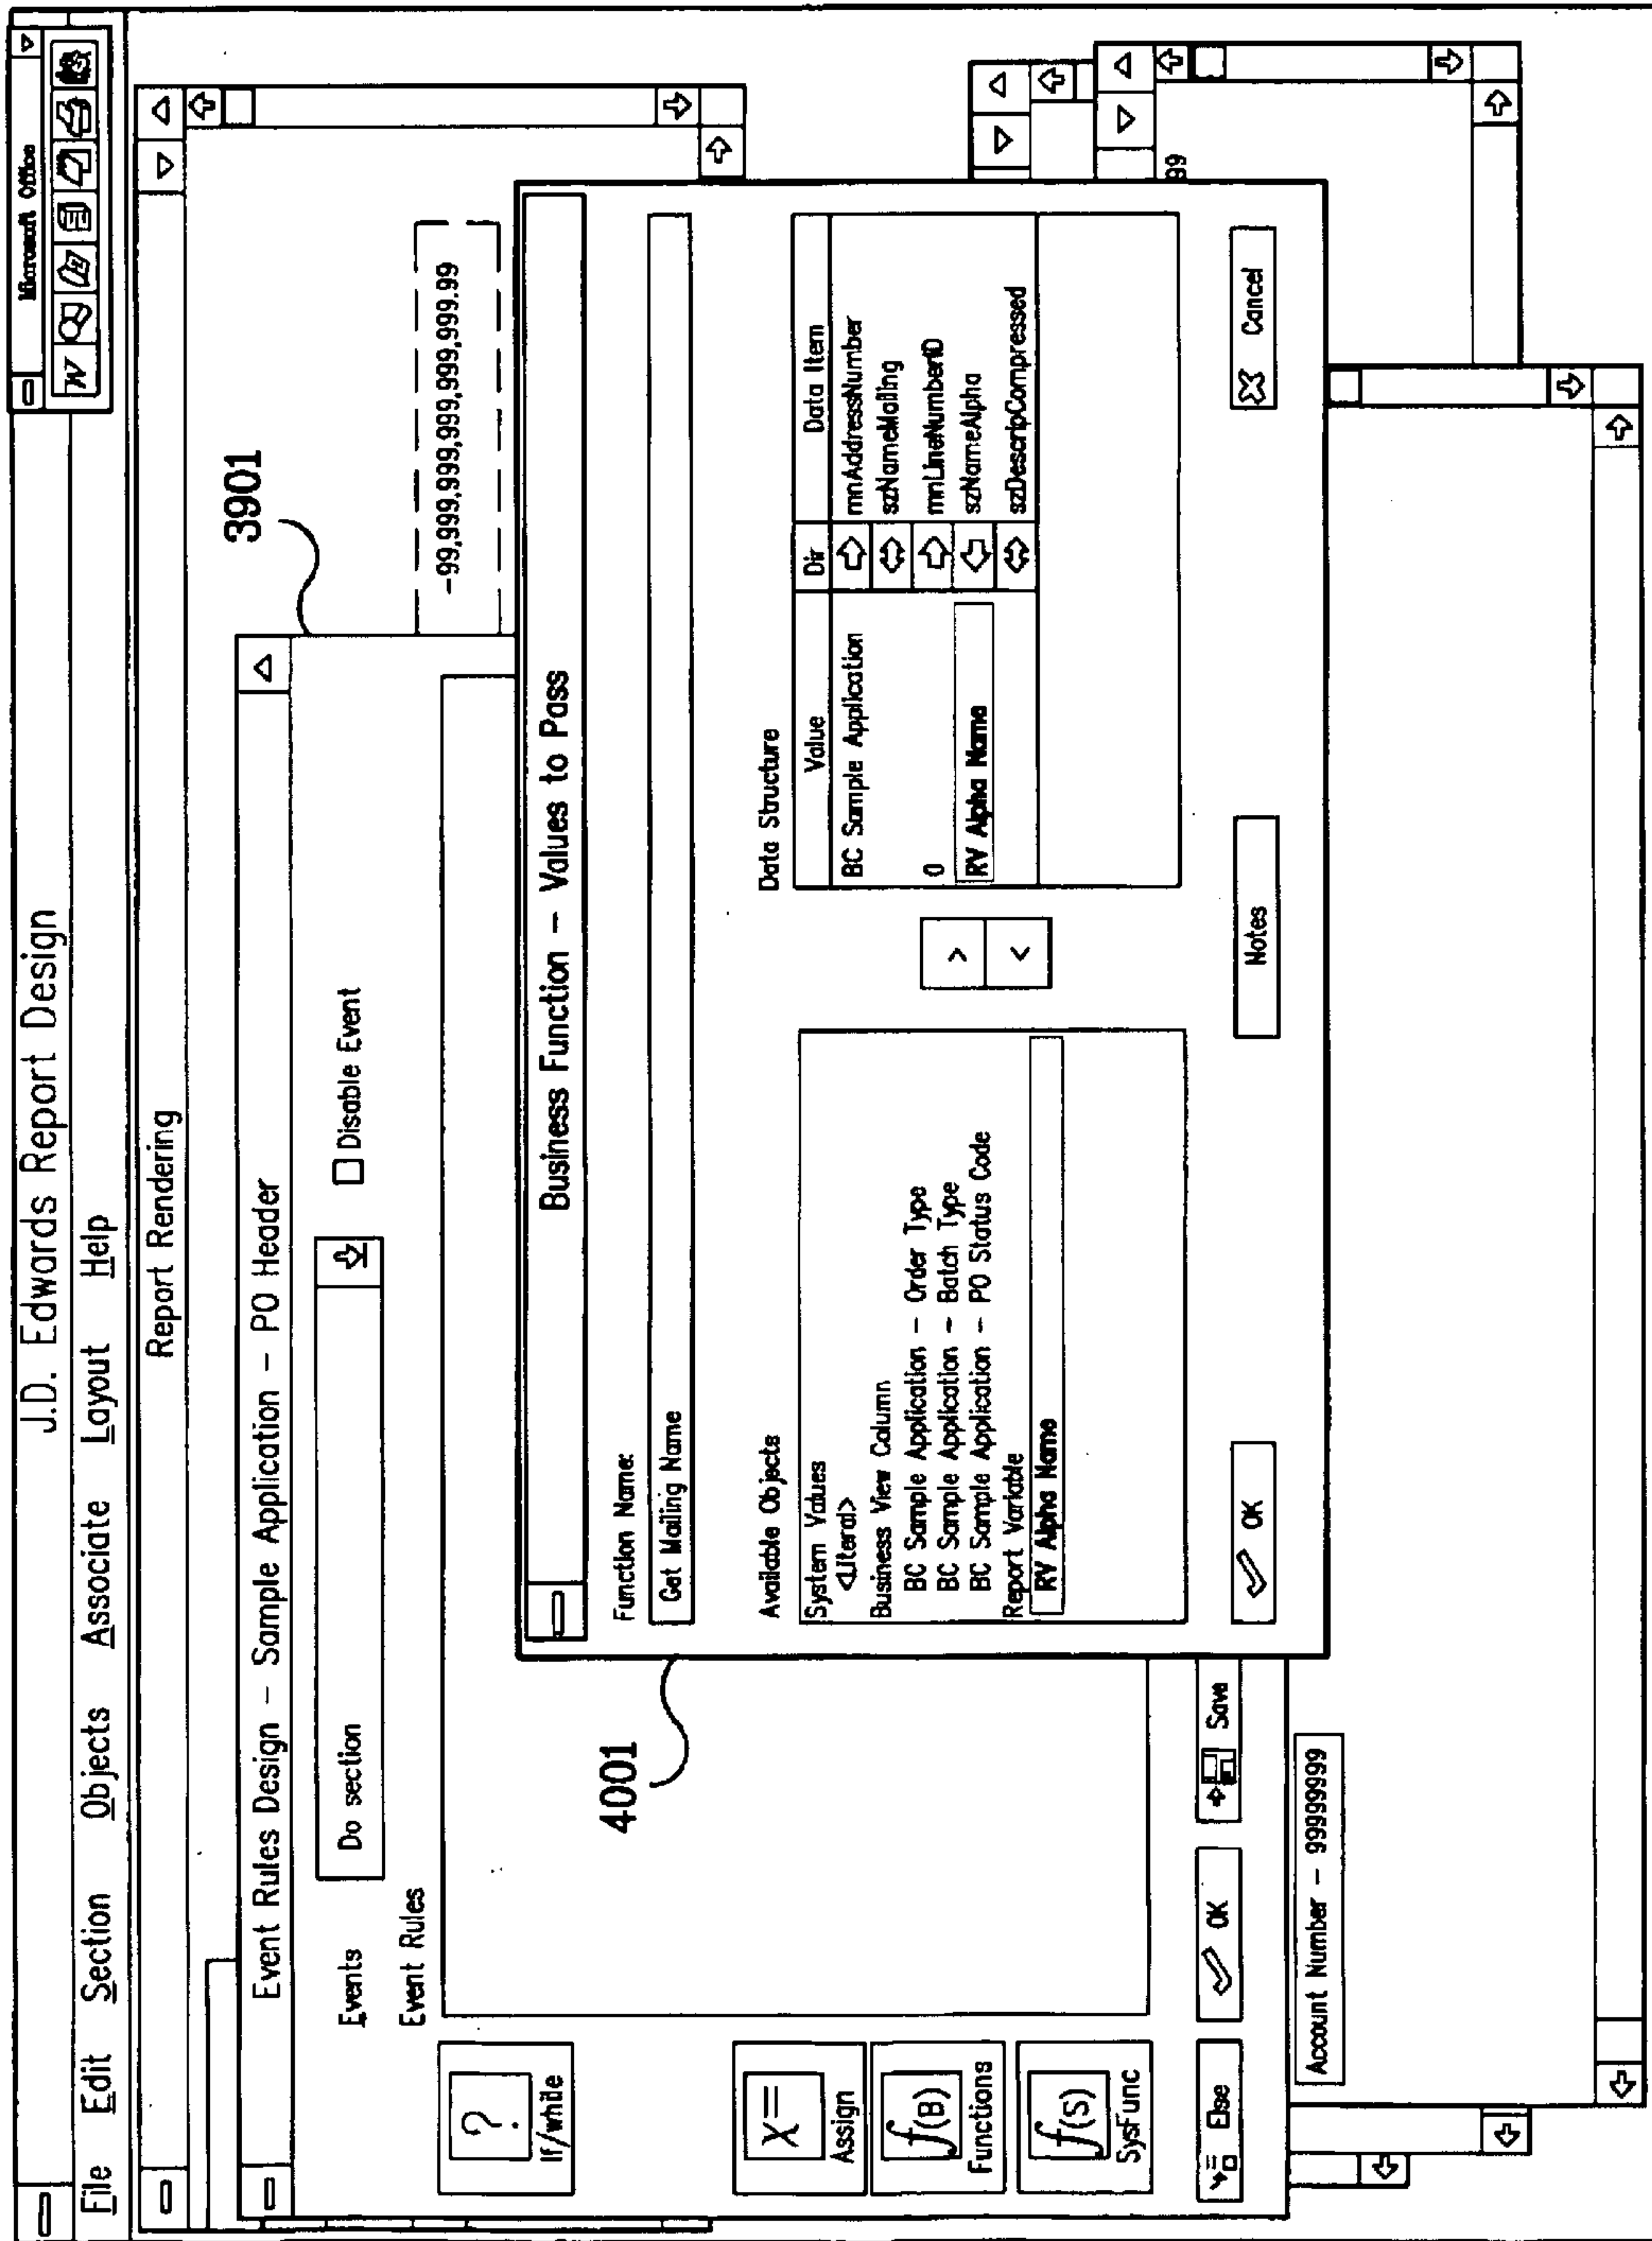 J.D. Edwards Report Design
Microsoft Office
File Edit Section Objects Associate Layout Help
W
Report Rendering
3901
Event Rules Design - Sample Application - PO Header
Events
Do section
Disable Event
Event Rules
-99,999,999,999,999,999,999.99
?
If/while
X=
Assign
f(B)
Functions
f(S)
SysFunc
Else
OK
Save
4001
Business Function - Values to Pass
Function Name:
Get Mailing Name
Available Objects
System Values
<Literal>
Business View Column
BC Sample Application - Order Type
BC Sample Application - Batch Type
BC Sample Application - PO Status Code
Report Variable
RV Alpha Name
>
<
Data Structure
Value Dir Data Item
BC Sample Application mnAddressNumber
szNameMailing
0 mnLineNumberID
RV Alpha Name szNameAlpha
szDescripCompressed
OK
Notes
Cancel
99
Account Number - 99999999